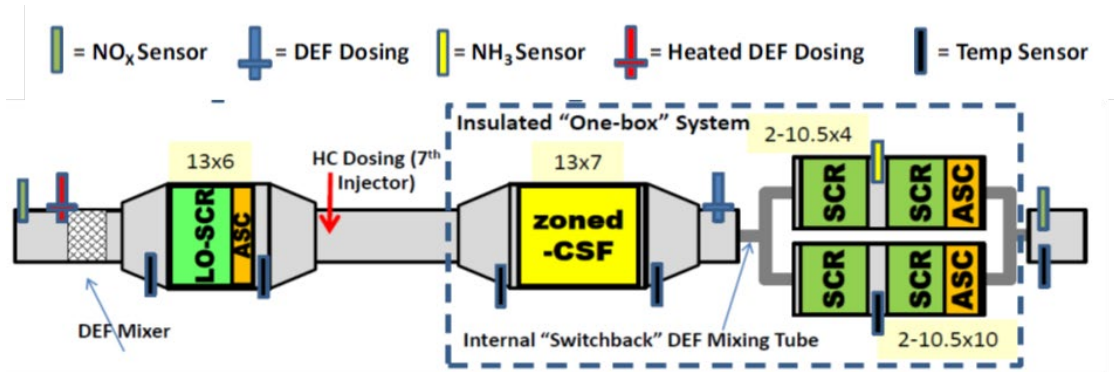 = NOₓ Sensor
= DEF Dosing
= NH₃ Sensor
= Heated DEF Dosing
= Temp Sensor
Insulated “One-box” System
13x6
HC Dosing (7th
Injector)
13x7
2-10.5x4
LO-SCR
ASC
zoned
-CSF
SCR
SCR
ASC
SCR
SCR
ASC
DEF Mixer
Internal “Switchback” DEF Mixing Tube
2-10.5x10